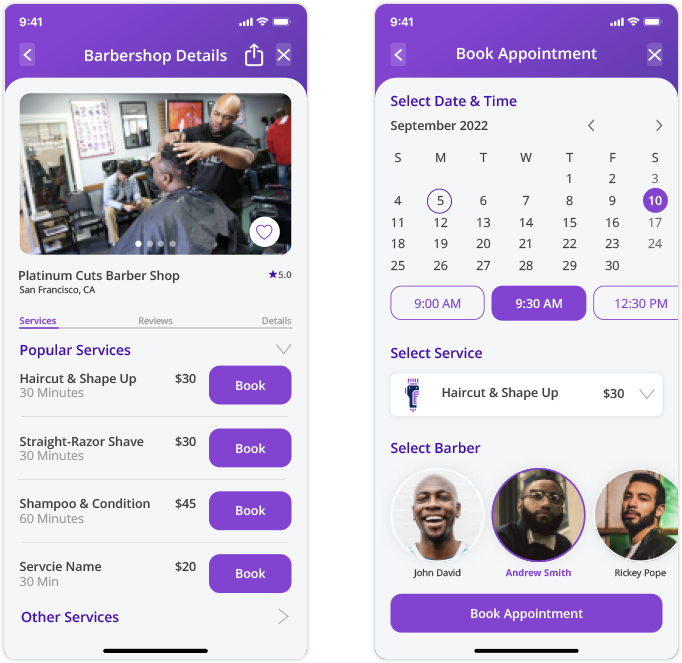 9:41
Barbershop Details
Platinum Cuts Barber Shop
★5.0
San Francisco, CA
Services Reviews Details
Popular Services
Haircut & Shape Up $30 Book
30 Minutes
Straight-Razor Shave $30 Book
30 Minutes
Shampoo & Condition $45 Book
60 Minutes
Servcie Name $20 Book
30 Min
Other Services
9:41
Book Appointment
Select Date & Time
September 2022
S M T W T F S
1 2 3
4 5 6 7 8 9 10
11 12 13 14 15 16 17
18 19 20 21 22 23 24
25 26 27 28 29 30
9:00 AM 9:30 AM 12:30 PM
Select Service
Haircut & Shape Up $30
Select Barber
John David Andrew Smith Rickey Pope
Book Appointment